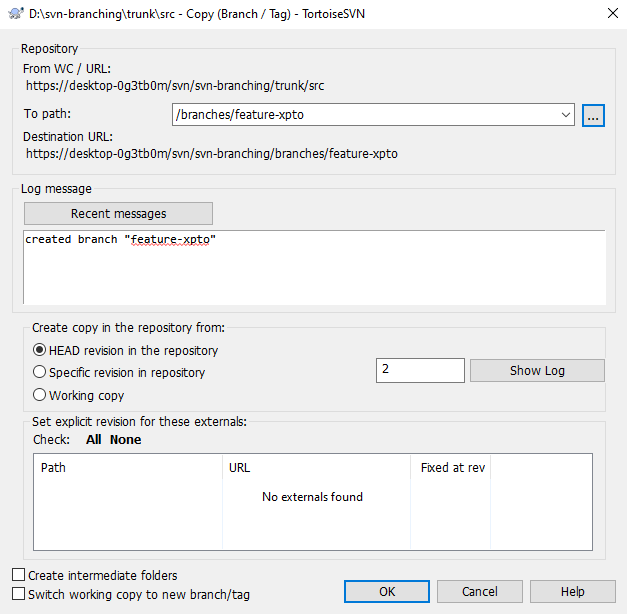 D:\svn-branching\trunk\src - Copy (Branch / Tag) - TortoiseSVN
Repository
From WC / URL:
https://desktop-0g3tb0m/svn/svn-branching/trunk/src
To path:
/branches/feature-xpto
...
Destination URL:
https://desktop-0g3tb0m/svn/svn-branching/branches/feature-xpto
Log message
Recent messages
created branch "feature-xpto"
Create copy in the repository from:
HEAD revision in the repository
Specific revision in repository
2
Show Log
Working copy
Set explicit revision for these externals:
Check: All None
Path URL Fixed at rev
No externals found
Create intermediate folders
Switch working copy to new branch/tag
OK Cancel Help